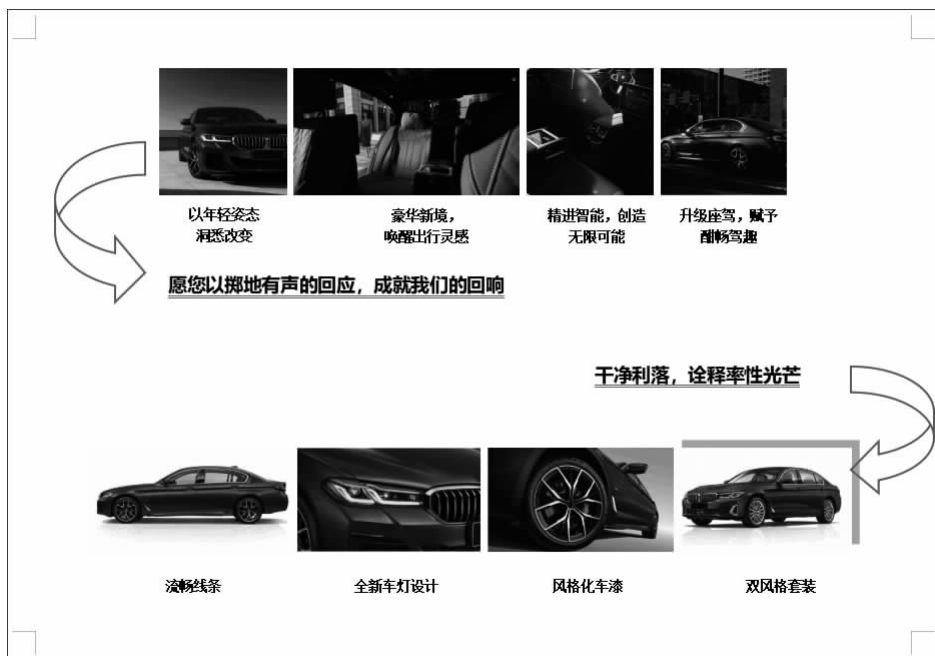 以年轻姿态
洞悉改变
豪华新境，
唤醒出行灵感
精进智能，创造
无限可能
升级座驾，赋予
酣畅驾趣
愿您以掷地有声的回应，成就我们的回响
干净利落，诠释率性光芒
流畅线条
全新车灯设计
风格化车漆
双风格套装